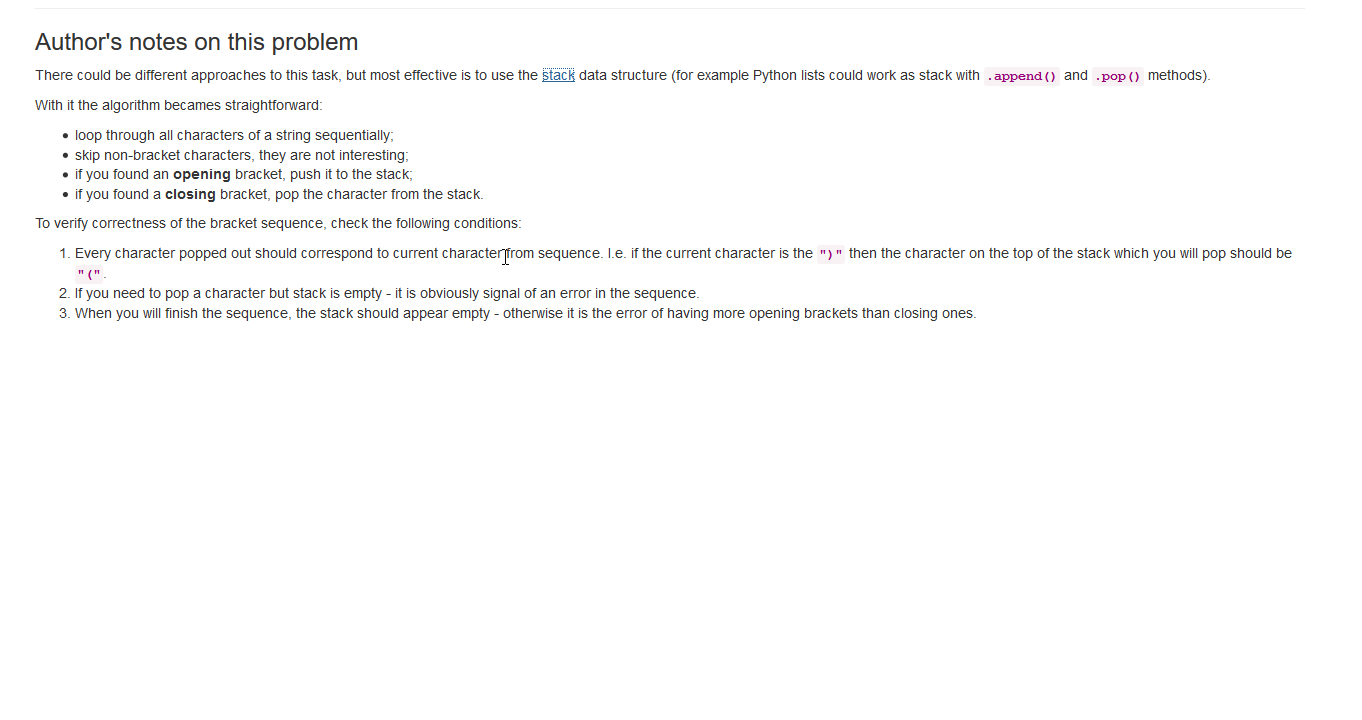 Author's notes on this problem
There could be different approaches to this task, but most effective is to use the stack data structure (for example Python lists could work as stack with .append() and .pop() methods).
With it the algorithm becames straightforward:
• loop through all characters of a string sequentially;
• skip non-bracket characters, they are not interesting;
• if you found an opening bracket, push it to the stack;
• if you found a closing bracket, pop the character from the stack.
To verify correctness of the bracket sequence, check the following conditions:
1. Every character popped out should correspond to current character from sequence. I.e. if the current character is the ")" then the character on the top of the stack which you will pop should be
"(".
2. If you need to pop a character but stack is empty - it is obviously signal of an error in the sequence.
3. When you will finish the sequence, the stack should appear empty - otherwise it is the error of having more opening brackets than closing ones.